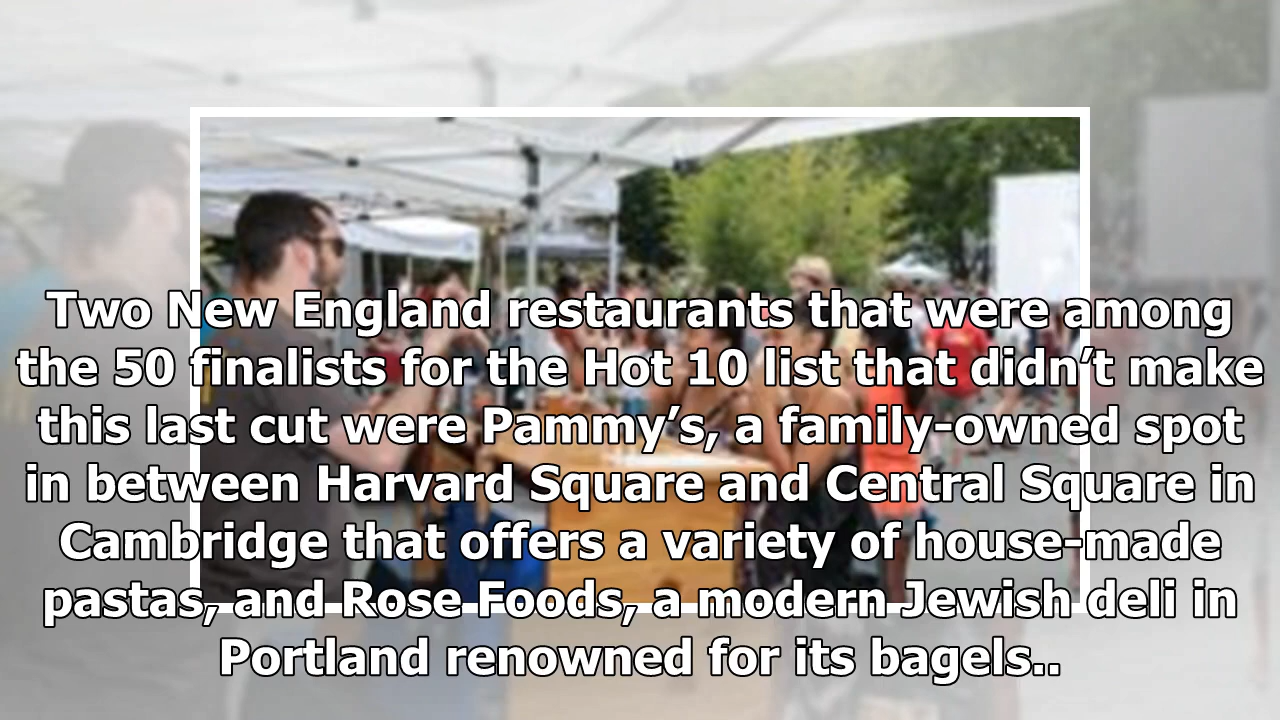 Two New England restaurants that were among
the 50 finalists for the Hot 10 list that didn’t make
this last cut were Pammy’s, a family-owned spot
in between Harvard Square and Central Square in
Cambridge that offers a variety of house-made
pastas, and Rose Foods, a modern Jewish deli in
Portland renowned for its bagels..